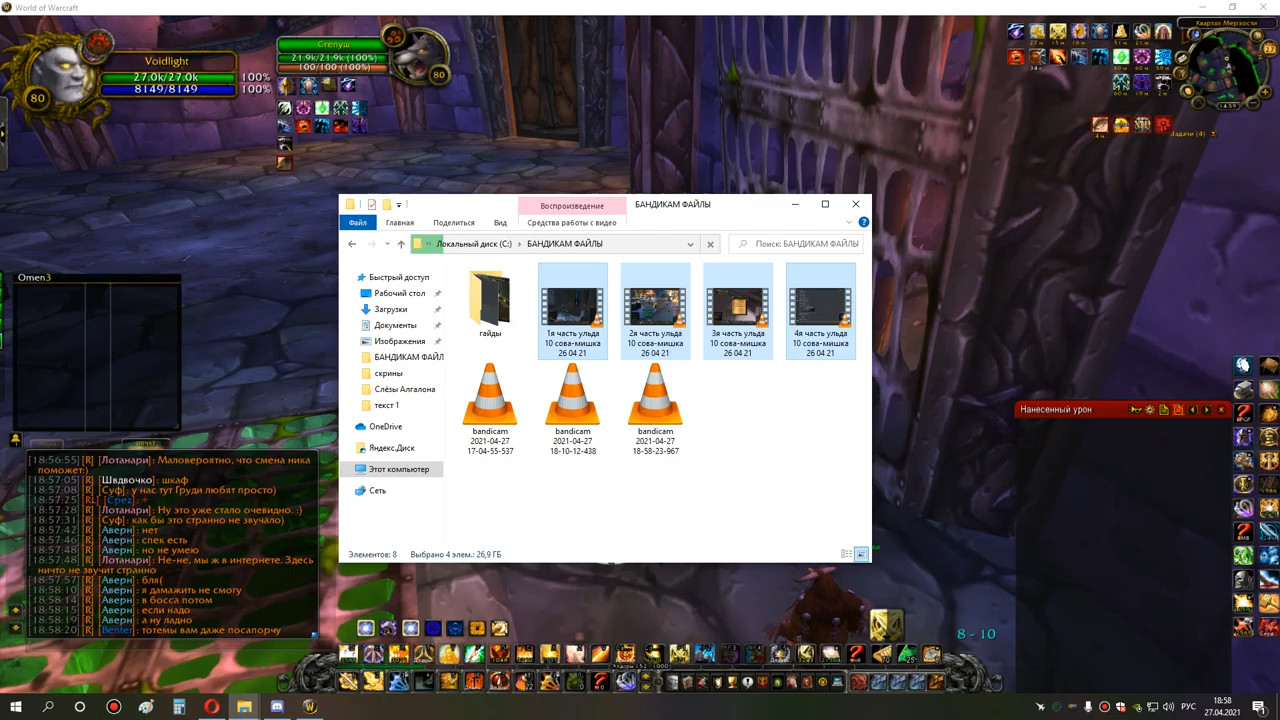 World of Warcraft
Voidlight
27.0k/27.0k 100%
8149/8149 100%
80
Степуш
21.9k/21.9k (100%)
100/100 (100%)
80
Квартал Мерзости
14:59
Задачи (4)
Omen3
Воспроизведение
БАНДИКАМ ФАЙЛЫ
Файл Главная Поделиться Вид Средства работы с видео
« Локальный диск (C:) › БАНДИКАМ ФАЙЛЫ
Поиск: БАНДИКАМ ФАЙЛЫ
Быстрый доступ
Рабочий стол
Загрузки
Документы
Изображения
БАНДИКАМ ФАЙЛ
скрины
Слёзы Алгалона
текст 1
OneDrive
Яндекс.Диск
Этот компьютер
Сеть
гайды
1я часть ульда
10 сова-мишка
26 04 21
2я часть ульда
10 сова-мишка
26 04 21
3я часть ульда
10 сова-мишка
26 04 21
4я часть ульда
10 сова-мишка
26 04 21
bandicam
2021-04-27
17-04-55-537
bandicam
2021-04-27
18-10-12-438
bandicam
2021-04-27
18-58-23-967
Элементов: 8 Выбрано 4 элем.: 26,9 ГБ
Нанесенный урон
[18:56:55][R] [Лотанари]: Маловероятно, что смена ника
поможет:)
[18:57:05][R] [Швдвочко]: шкаф
[18:57:08][R] [Суф]: у нас тут Груди любят просто)
[18:57:25][RL] [Cpez]: +
[18:57:28][R] [Лотанари]: Ну это уже стало очевидно. :)
[18:57:31][R] [Суф]: как бы это странно не звучало)
[18:57:42][R] [Аверн]: нет
[18:57:46][R] [Аверн]: спек есть
[18:57:48][R] [Аверн]: но не умею
[18:57:48][R] [Лотанари]: Не-не, мы ж в интернете. Здесь
ничто не звучит странно
[18:57:57][R] [Аверн]: бля(
[18:58:10][R] [Аверн]: я дамажить не смогу
[18:58:14][R] [Аверн]: в босса потом
[18:58:15][R] [Аверн]: если надо
[18:58:19][R] [Аверн]: а ну ладно
[18:58:20][R] [Benter]: тотемы вам даже посапорчу
8 - 10
РУС
18:58
27.04.2021